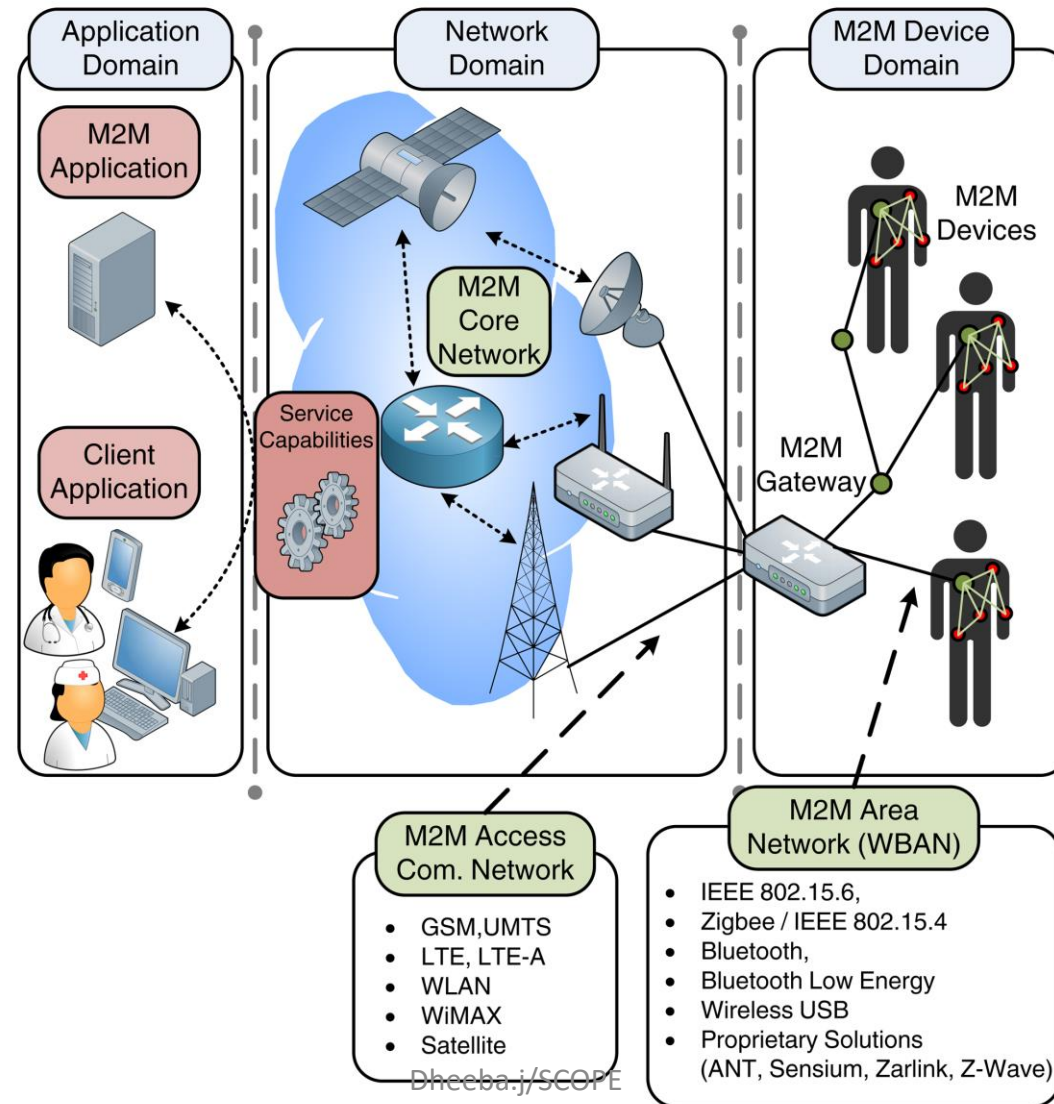 Application
Domain
M2M
Application
Client
Application
Network
Domain
M2M
Core
Network
Service
Capabilities
M2M Device
Domain
M2M
Devices
M2M
Gateway
M2M Access
Com. Network
• GSM,UMTS
• LTE, LTE-A
• WLAN
• WiMAX
• Satellite
M2M Area
Network (WBAN)
• IEEE 802.15.6,
• Zigbee / IEEE 802.15.4
• Bluetooth,
• Bluetooth Low Energy
• Wireless USB
• Proprietary Solutions
(ANT, Sensium, Zarlink, Z-Wave)
Dheeba.j/SCOPE